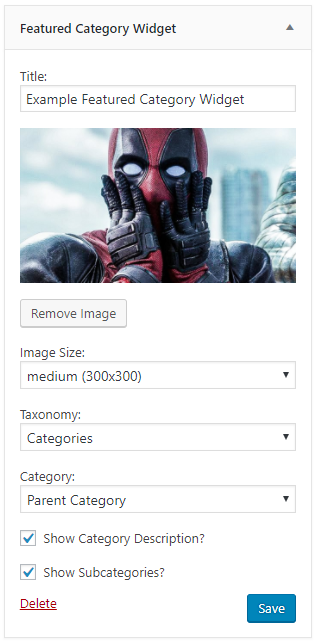 Featured Category Widget
Title:
Example Featured Category Widget
Remove Image
Image Size:
medium (300x300)
Taxonomy:
Categories
Category:
Parent Category
Show Category Description?
Show Subcategories?
Delete
Save